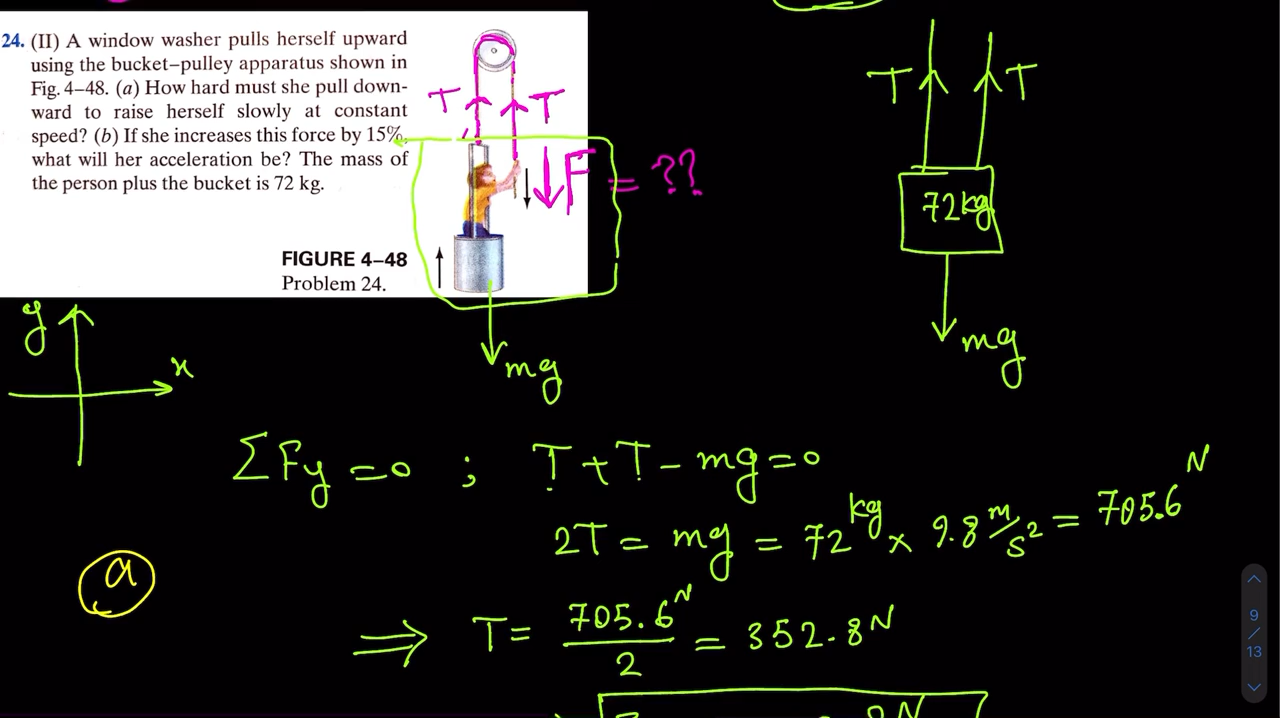 24. (II) A window washer pulls herself upward
using the bucket–pulley apparatus shown in
Fig. 4–48. (a) How hard must she pull down-
ward to raise herself slowly at constant
speed? (b) If she increases this force by 15%,
what will her acceleration be? The mass of
the person plus the bucket is 72 kg.
FIGURE 4–48
Problem 24.
T T
F = ??
mg
T T
72kg
mg
y
x
ΣFy = 0 ; T + T - mg = 0
2T = mg = 72 kg x 9.8 m/s² = 705.6 N
a
⇒ T = 705.6 N / 2 = 352.8 N
9
/
13